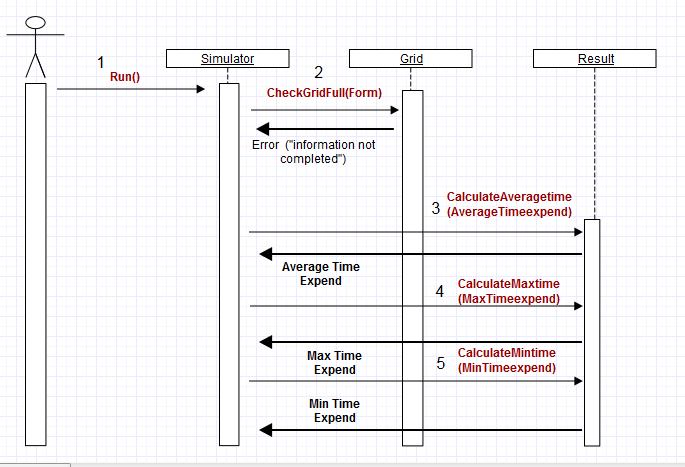 Simulator
Grid
Result
1
Run()
2
CheckGridFull(Form)
Error ("information not
completed")
3
CalculateAveragetime
(AverageTimeexpend)
Average Time
Expend
4
CalculateMaxtime
(MaxTimeexpend)
Max Time
Expend
5
CalculateMintime
(MinTimeexpend)
Min Time
Expend